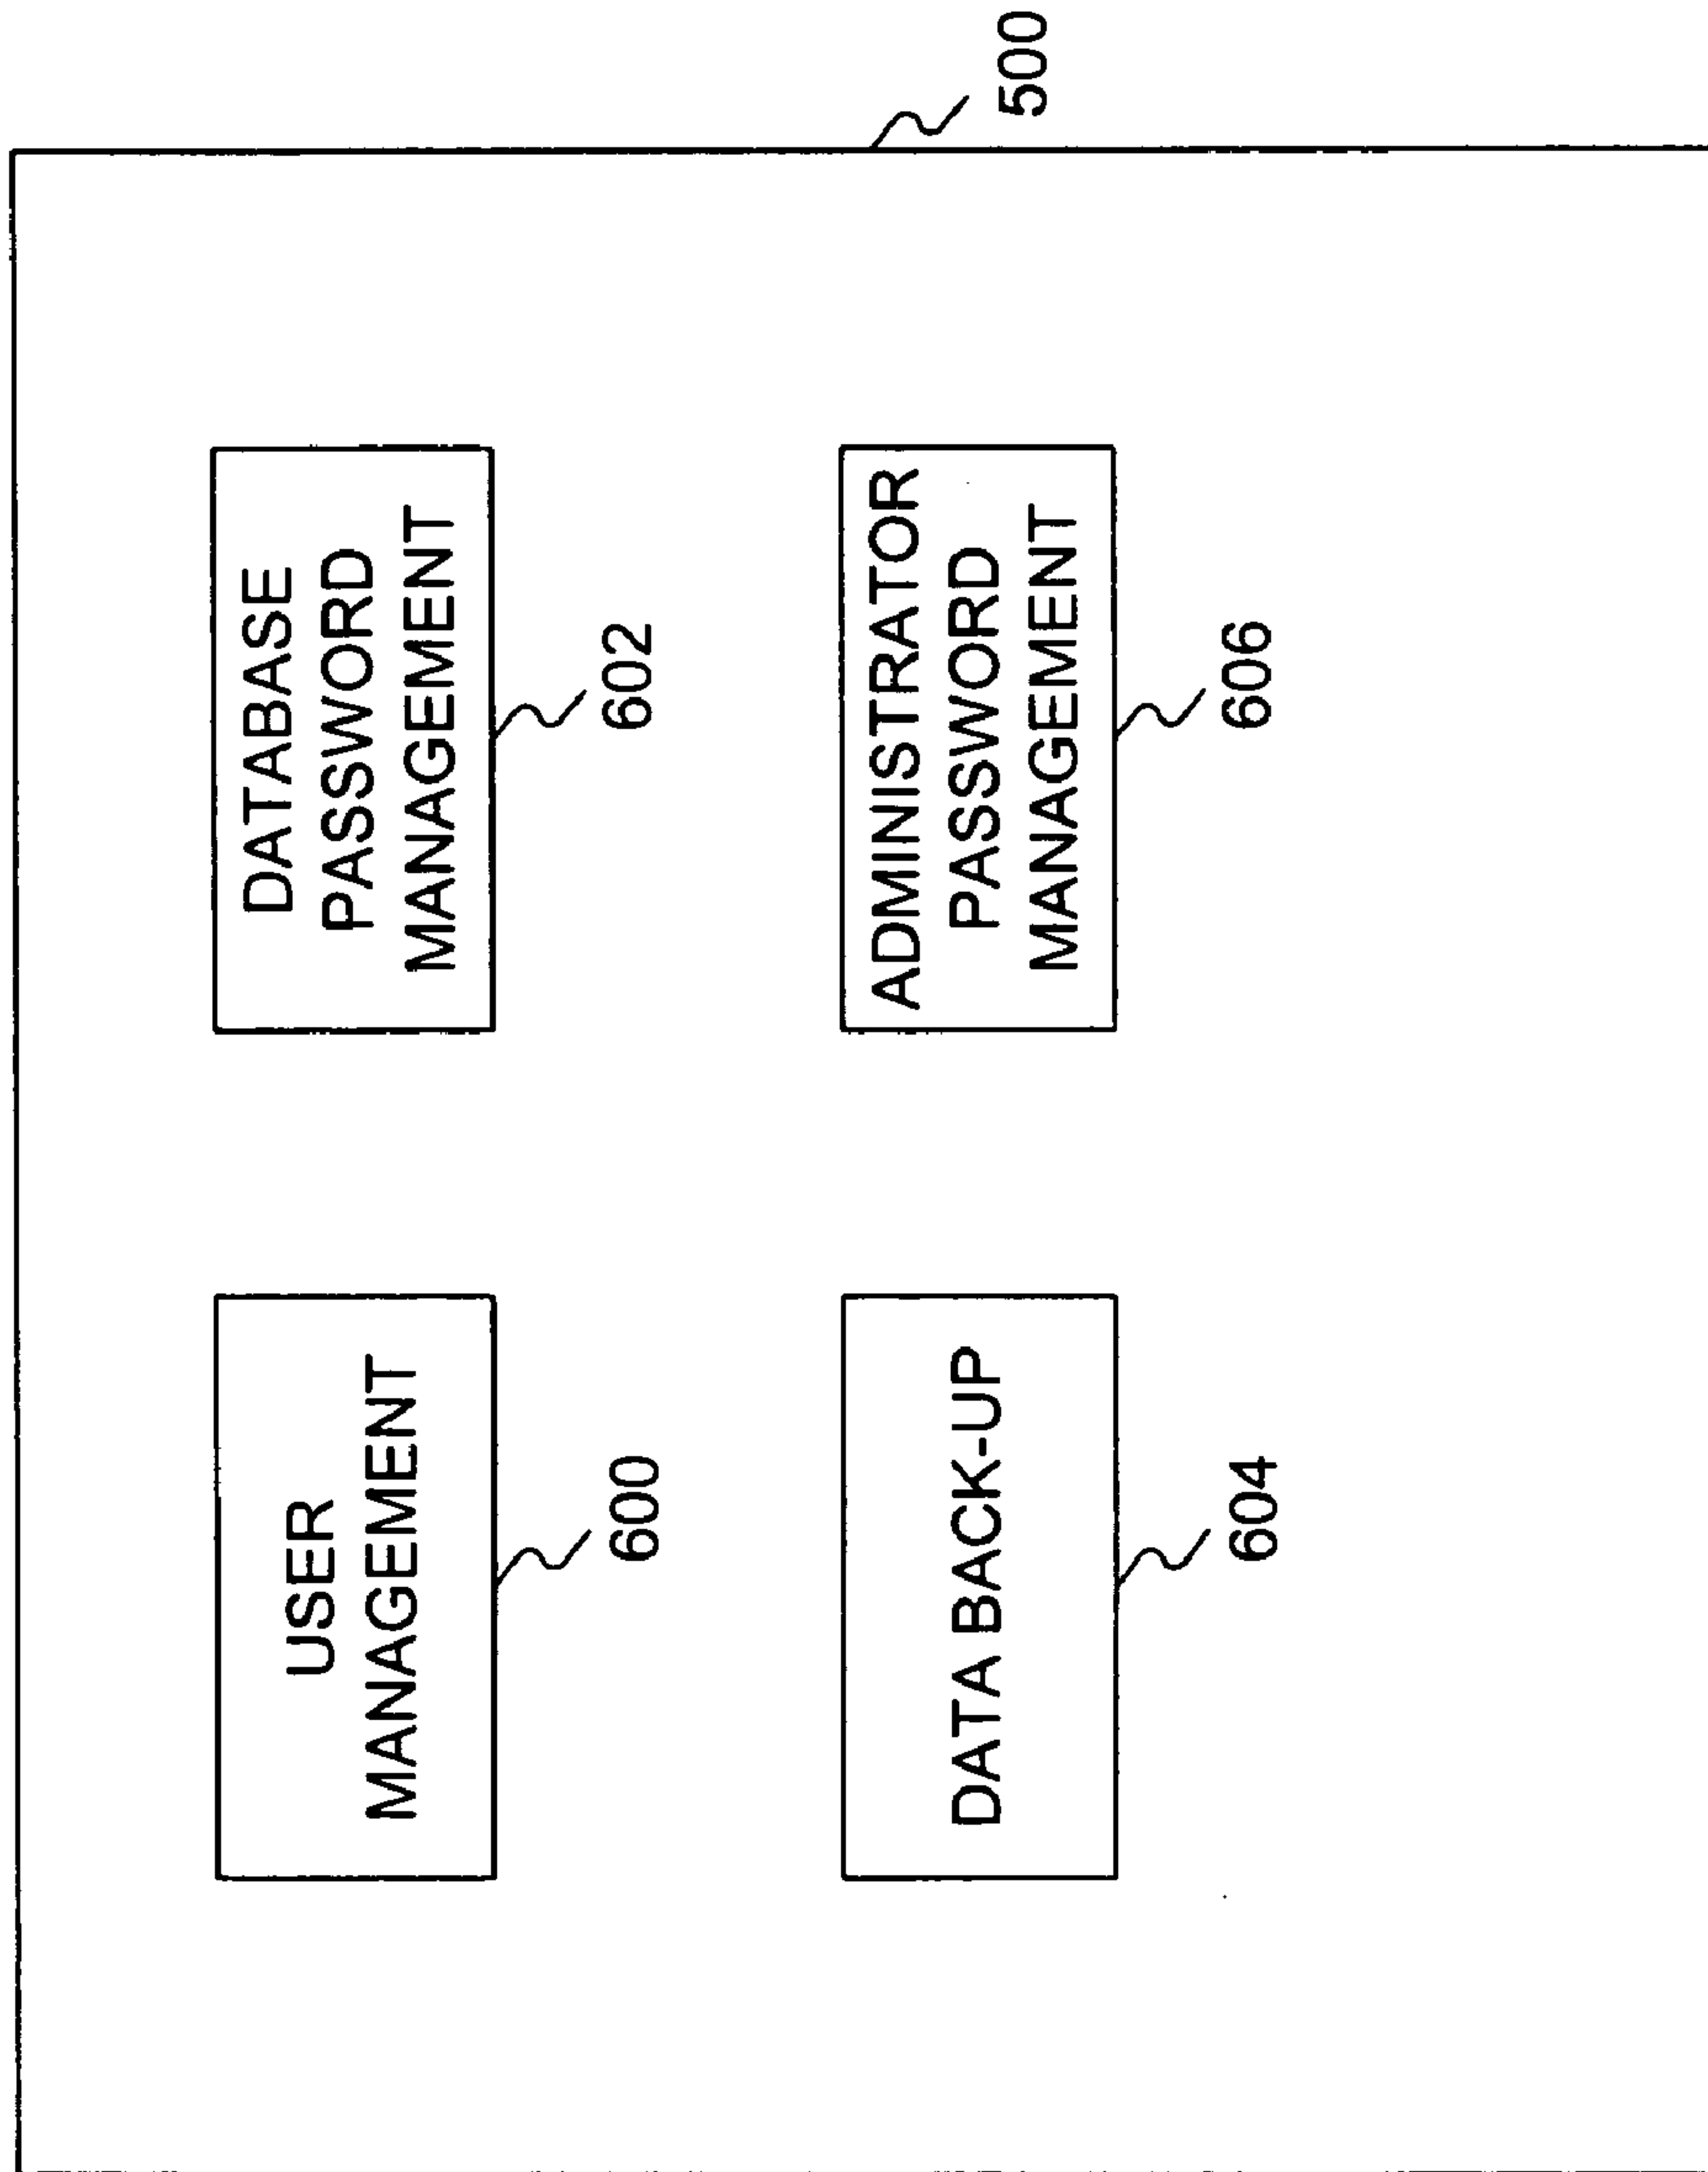 USER
MANAGEMENT
600
DATABASE
PASSWORD
MANAGEMENT
602
500
DATA BACK-UP
604
ADMINISTRATOR
PASSWORD
MANAGEMENT
606